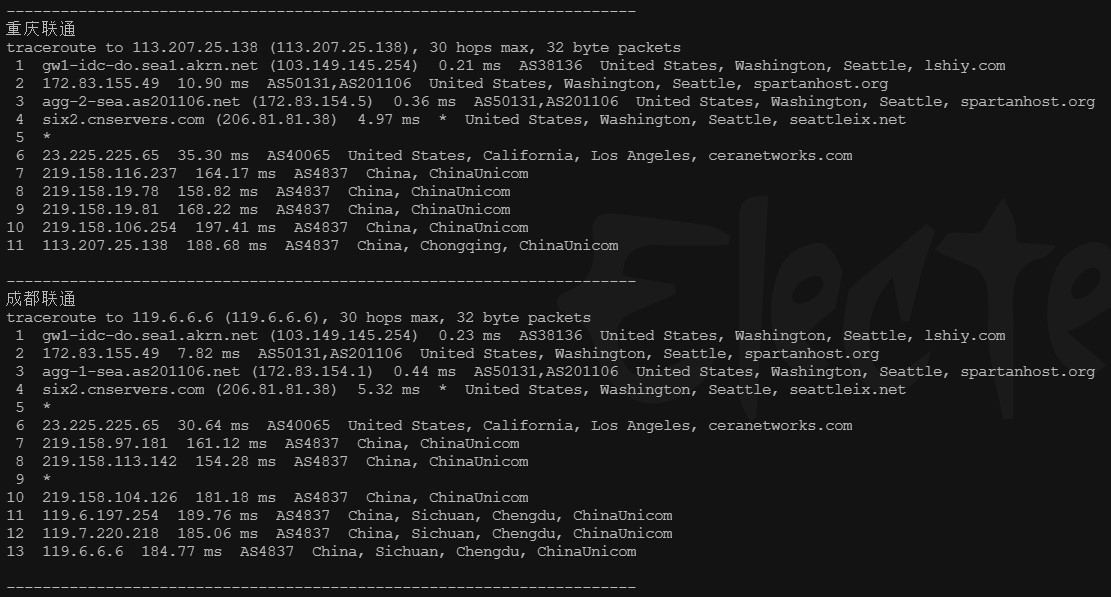 ----------------------------------------------------------------------
重庆联通
traceroute to 113.207.25.138 (113.207.25.138), 30 hops max, 32 byte packets
 1  gw1-idc-do.sea1.akrn.net (103.149.145.254)  0.21 ms  AS38136  United States, Washington, Seattle, lshiy.com
 2  172.83.155.49  10.90 ms  AS50131,AS201106  United States, Washington, Seattle, spartanhost.org
 3  agg-2-sea.as201106.net (172.83.154.5)  0.36 ms  AS50131,AS201106  United States, Washington, Seattle, spartanhost.org
 4  six2.cnservers.com (206.81.81.38)  4.97 ms  *  United States, Washington, Seattle, seattleix.net
 5  *
 6  23.225.225.65  35.30 ms  AS40065  United States, California, Los Angeles, ceranetworks.com
 7  219.158.116.237  164.17 ms  AS4837  China, ChinaUnicom
 8  219.158.19.78  158.82 ms  AS4837  China, ChinaUnicom
 9  219.158.19.81  168.22 ms  AS4837  China, ChinaUnicom
10  219.158.106.254  197.41 ms  AS4837  China, ChinaUnicom
11  113.207.25.138  188.68 ms  AS4837  China, Chongqing, ChinaUnicom
----------------------------------------------------------------------
成都联通
traceroute to 119.6.6.6 (119.6.6.6), 30 hops max, 32 byte packets
 1  gw1-idc-do.sea1.akrn.net (103.149.145.254)  0.23 ms  AS38136  United States, Washington, Seattle, lshiy.com
 2  172.83.155.49  7.82 ms  AS50131,AS201106  United States, Washington, Seattle, spartanhost.org
 3  agg-1-sea.as201106.net (172.83.154.1)  0.44 ms  AS50131,AS201106  United States, Washington, Seattle, spartanhost.org
 4  six2.cnservers.com (206.81.81.38)  5.32 ms  *  United States, Washington, Seattle, seattleix.net
 5  *
 6  23.225.225.65  30.64 ms  AS40065  United States, California, Los Angeles, ceranetworks.com
 7  219.158.97.181  161.12 ms  AS4837  China, ChinaUnicom
 8  219.158.113.142  154.28 ms  AS4837  China, ChinaUnicom
 9  *
10  219.158.104.126  181.18 ms  AS4837  China, ChinaUnicom
11  119.6.197.254  189.76 ms  AS4837  China, Sichuan, Chengdu, ChinaUnicom
12  119.7.220.218  185.06 ms  AS4837  China, Sichuan, Chengdu, ChinaUnicom
13  119.6.6.6  184.77 ms  AS4837  China, Sichuan, Chengdu, ChinaUnicom
----------------------------------------------------------------------